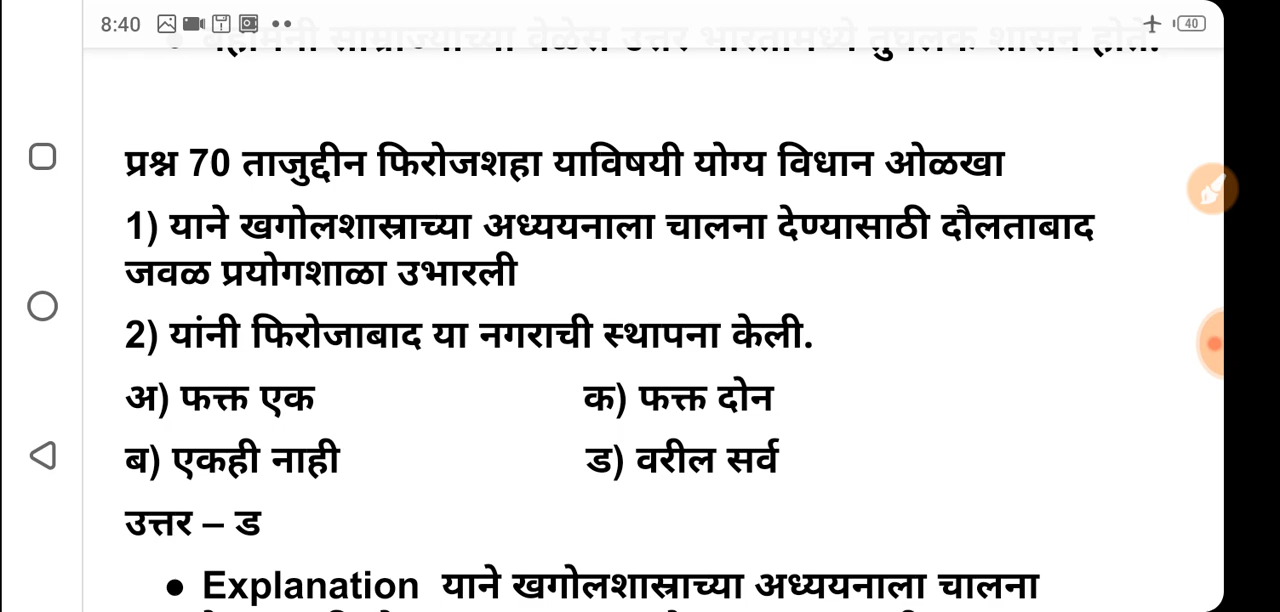 8:40
40
प्रश्न 70 ताजुद्दीन फिरोजशहा याविषयी योग्य विधान ओळखा
1) याने खगोलशास्त्राच्या अध्ययनाला चालना देण्यासाठी दौलताबाद
जवळ प्रयोगशाळा उभारली
2) यांनी फिरोजाबाद या नगराची स्थापना केली.
अ) फक्त एक क) फक्त दोन
ब) एकही नाही ड) वरील सर्व
उत्तर – ड
● Explanation याने खगोलशास्त्राच्या अध्ययनाला चालना